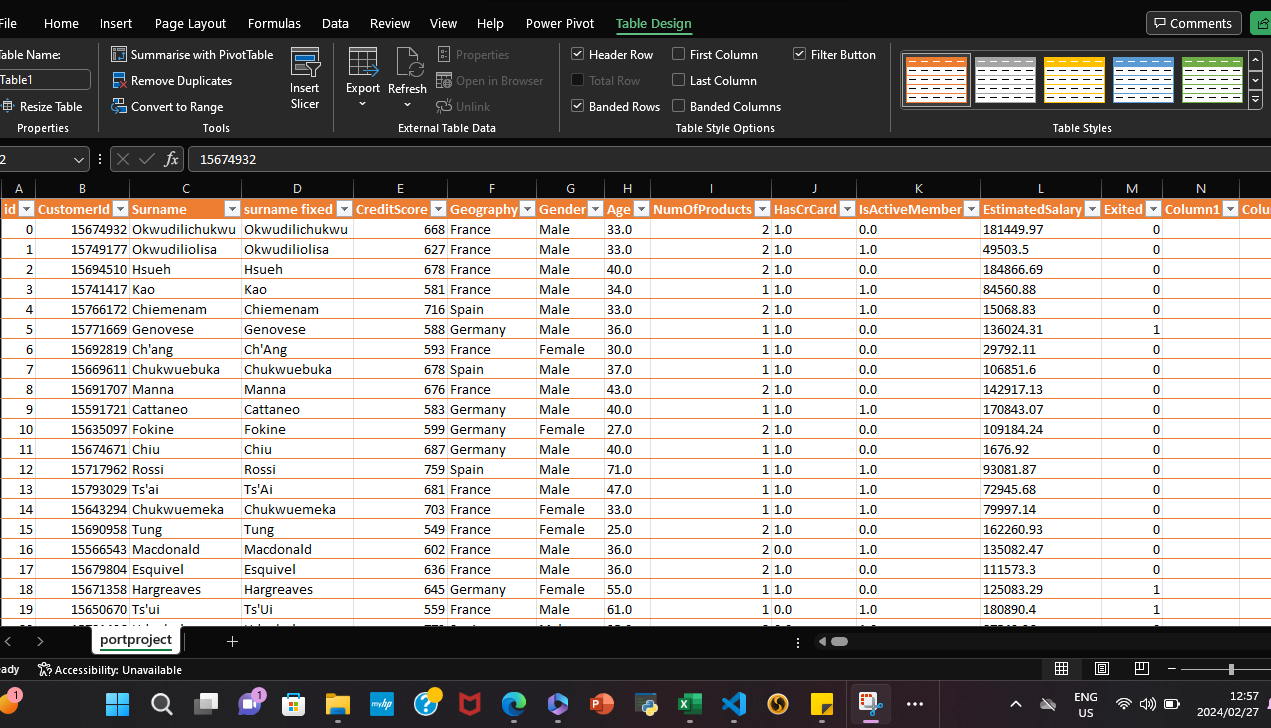 File Home Insert Page Layout Formulas Data Review View Help Power Pivot Table Design Comments
Table Name: Summarise with PivotTable Properties Header Row First Column Filter Button
Table1 Remove Duplicates Insert Slicer Export Refresh Open in Browser Total Row Last Column
Resize Table Convert to Range Unlink Banded Rows Banded Columns
Properties Tools External Table Data Table Style Options Table Styles
2 fx 15674932
A B C D E F G H I J K L M N
id CustomerId Surname surname fixed CreditScore Geography Gender Age NumOfProducts HasCrCard IsActiveMember EstimatedSalary Exited Column1 Colu
0 15674932 Okwudilichukwu Okwudilichukwu 668 France Male 33.0 2 1.0 0.0 181449.97 0
1 15749177 Okwudiliolisa Okwudiliolisa 627 France Male 33.0 2 1.0 1.0 49503.5 0
2 15694510 Hsueh Hsueh 678 France Male 40.0 2 1.0 0.0 184866.69 0
3 15741417 Kao Kao 581 France Male 34.0 1 1.0 1.0 84560.88 0
4 15766172 Chiemenam Chiemenam 716 Spain Male 33.0 2 1.0 1.0 15068.83 0
5 15771669 Genovese Genovese 588 Germany Male 36.0 1 1.0 0.0 136024.31 1
6 15692819 Ch'ang Ch'Ang 593 France Female 30.0 1 1.0 0.0 29792.11 0
7 15669611 Chukwuebuka Chukwuebuka 678 Spain Male 37.0 1 1.0 0.0 106851.6 0
8 15691707 Manna Manna 676 France Male 43.0 2 1.0 0.0 142917.13 0
9 15591721 Cattaneo Cattaneo 583 Germany Male 40.0 1 1.0 1.0 170843.07 0
10 15635097 Fokine Fokine 599 Germany Female 27.0 2 1.0 0.0 109184.24 0
11 15674671 Chiu Chiu 687 Germany Male 40.0 1 1.0 0.0 1676.92 0
12 15717962 Rossi Rossi 759 Spain Male 71.0 1 1.0 1.0 93081.87 0
13 15793029 Ts'ai Ts'Ai 681 France Male 47.0 1 1.0 1.0 72945.68 0
14 15643294 Chukwuemeka Chukwuemeka 703 France Female 33.0 1 1.0 1.0 79997.14 0
15 15690958 Tung Tung 549 France Female 25.0 2 1.0 0.0 162260.93 0
16 15566543 Macdonald Macdonald 602 France Male 36.0 2 0.0 1.0 135082.47 0
17 15679804 Esquivel Esquivel 636 France Male 36.0 2 1.0 0.0 111573.3 0
18 15671358 Hargreaves Hargreaves 645 Germany Female 55.0 1 1.0 0.0 125083.29 1
19 15650670 Ts'ui Ts'Ui 559 France Male 61.0 1 0.0 1.0 180890.4 1
portproject
ady Accessibility: Unavailable
1 1 myhp ENG 12:57
US 2024/02/27